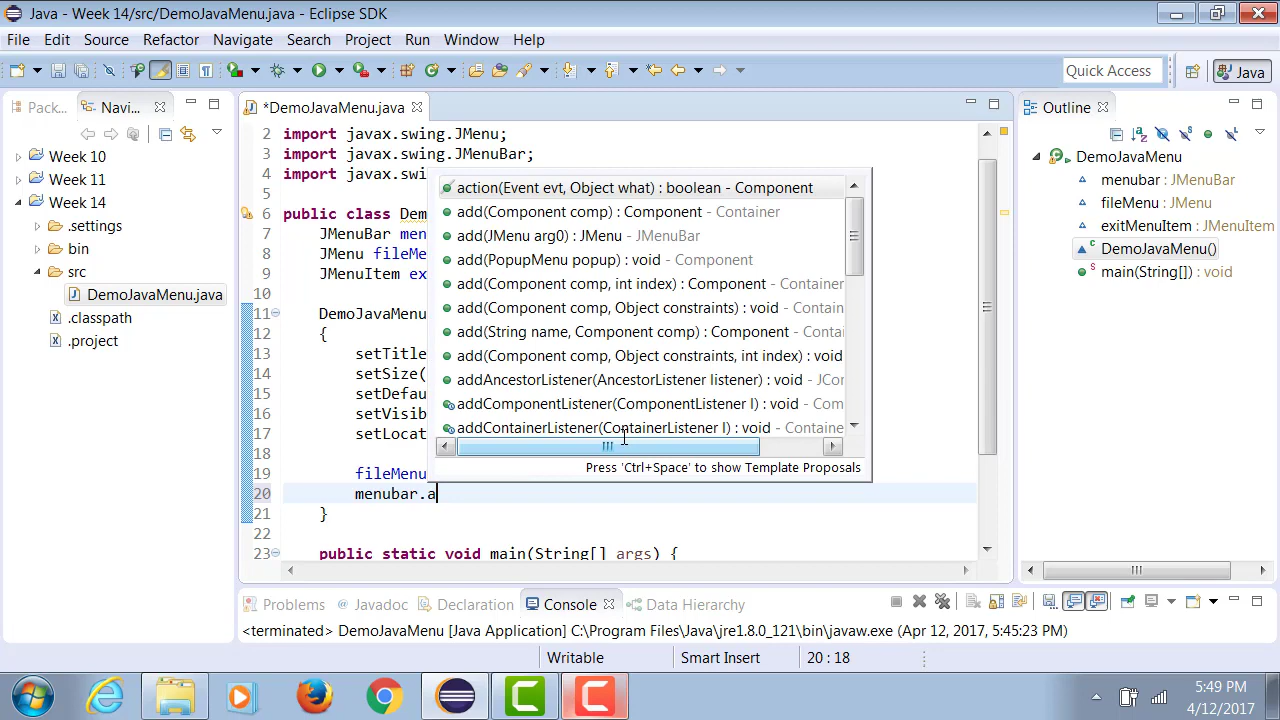 Java - Week 14/src/DemoJavaMenu.java - Eclipse SDK
File Edit Source Refactor Navigate Search Project Run Window Help
Quick Access Java
Pack... Navi... *DemoJavaMenu.java Outline
Week 10
Week 11
Week 14
.settings
bin
src
DemoJavaMenu.java
.classpath
.project
2 import javax.swing.JMenu;
3 import javax.swing.JMenuBar;
4 import javax.swi
5
6 public class Dem
7 JMenuBar men
8 JMenu fileMe
9 JMenuItem ex
10
11 DemoJavaMenu
12 {
13 setTitle
14 setSize(
15 setDefau
16 setVisib
17 setLocat
18
19 fileMenu
20 menubar.a
21 }
22
23 public static void main(String[] args) {
action(Event evt, Object what) : boolean - Component
add(Component comp) : Component - Container
add(JMenu arg0) : JMenu - JMenuBar
add(PopupMenu popup) : void - Component
add(Component comp, int index) : Component - Container
add(Component comp, Object constraints) : void - Contain
add(String name, Component comp) : Component - Contai
add(Component comp, Object constraints, int index) : void
addAncestorListener(AncestorListener listener) : void - JCor
addComponentListener(ComponentListener l) : void - Com
addContainerListener(ContainerListener l) : void - Containe
Press 'Ctrl+Space' to show Template Proposals
DemoJavaMenu
menubar : JMenuBar
fileMenu : JMenu
exitMenuItem : JMenuItem
DemoJavaMenu()
main(String[]) : void
Problems @ Javadoc Declaration Console Data Hierarchy
<terminated> DemoJavaMenu [Java Application] C:\Program Files\Java\jre1.8.0_121\bin\javaw.exe (Apr 12, 2017, 5:45:23 PM)
Writable Smart Insert 20 : 18
5:49 PM
4/12/2017